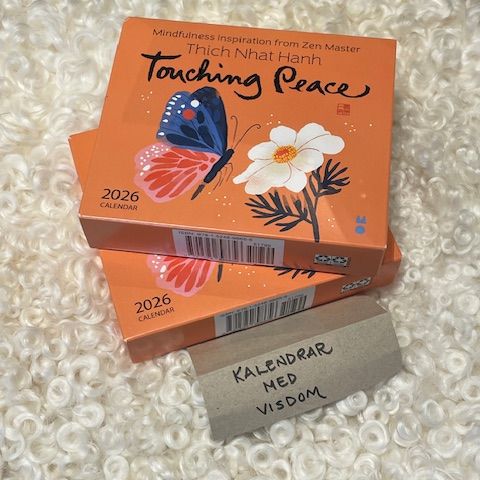 Mindfulness Inspiration from Zen Master
Thich Nhat Hanh
Touching Peace
2026
CALENDAR
2026
CALENDAR
KALENDRAR
MED
VISDOM